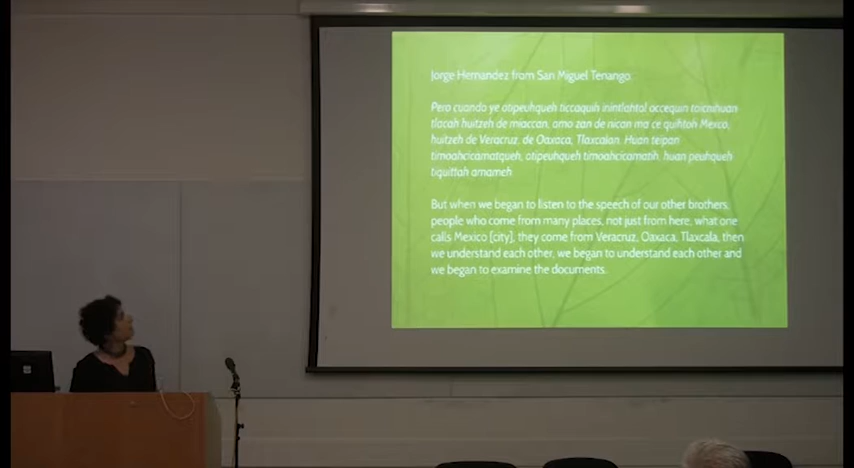 Jorge Hernandez from San Miguel Tenango:
Pero cuando ye otipeuhqueh ticcaquih inintlahtol occequin toicnihuan
tlacah huitzeh de miaccan, amo zan de nican ma ce quihtoh Mexico,
huitzeh de Veracruz, de Oaxaca, Tlaxcalan. Huan teipan
timoahcicamatqueh, otipeuhqueh timoahcicamatih, huan peuhqueh
tiquittah amameh
But when we began to listen to the speech of our other brothers,
people who come from many places, not just from here, what one
calls Mexico [city], they come from Veracruz, Oaxaca, Tlaxcala, then
we understand each other, we began to understand each other and
we began to examine the documents.